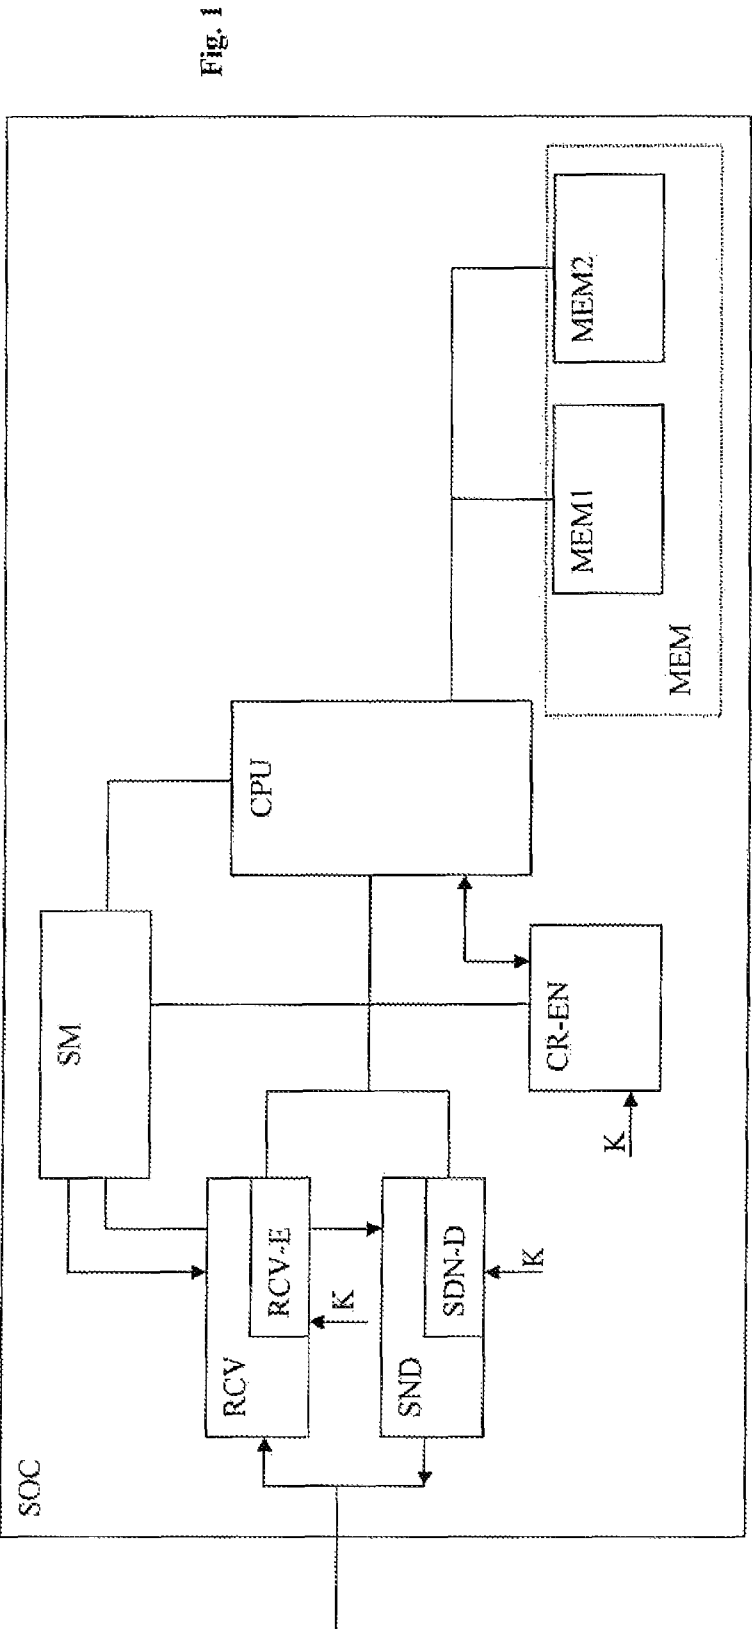 Fig. 1
SOC
SM
RCV
RCV-E
K
SND
SDN-D
K
CPU
CR-EN
K
MEM
MEM1
MEM2